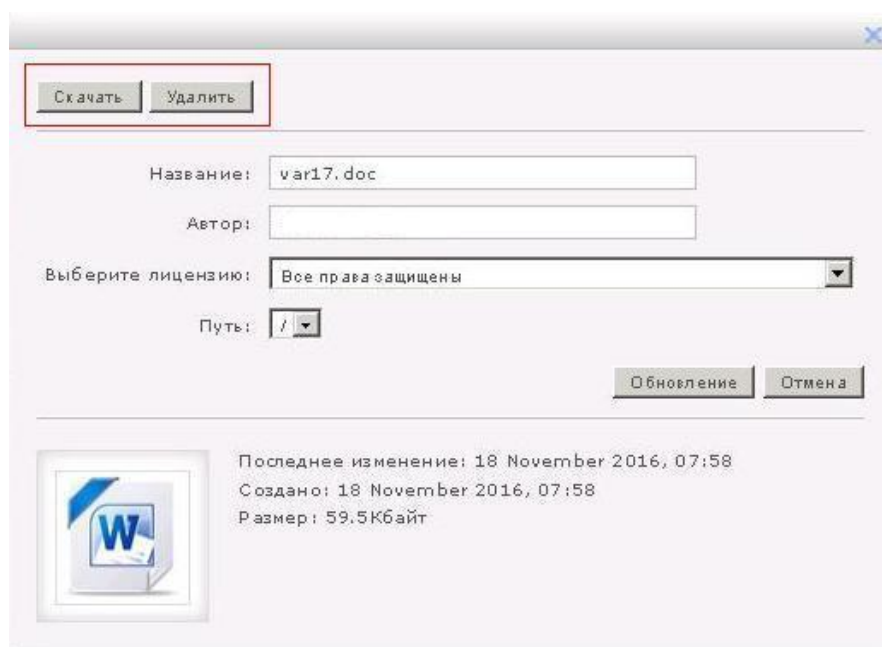 Скачать Удалить
Название: var17.doc
Автор:
Выберите лицензию: Все права защищены
Путь: /
Обновление Отмена
Последнее изменение: 18 November 2016, 07:58
Создано: 18 November 2016, 07:58
Размер: 59.5Кбайт
W